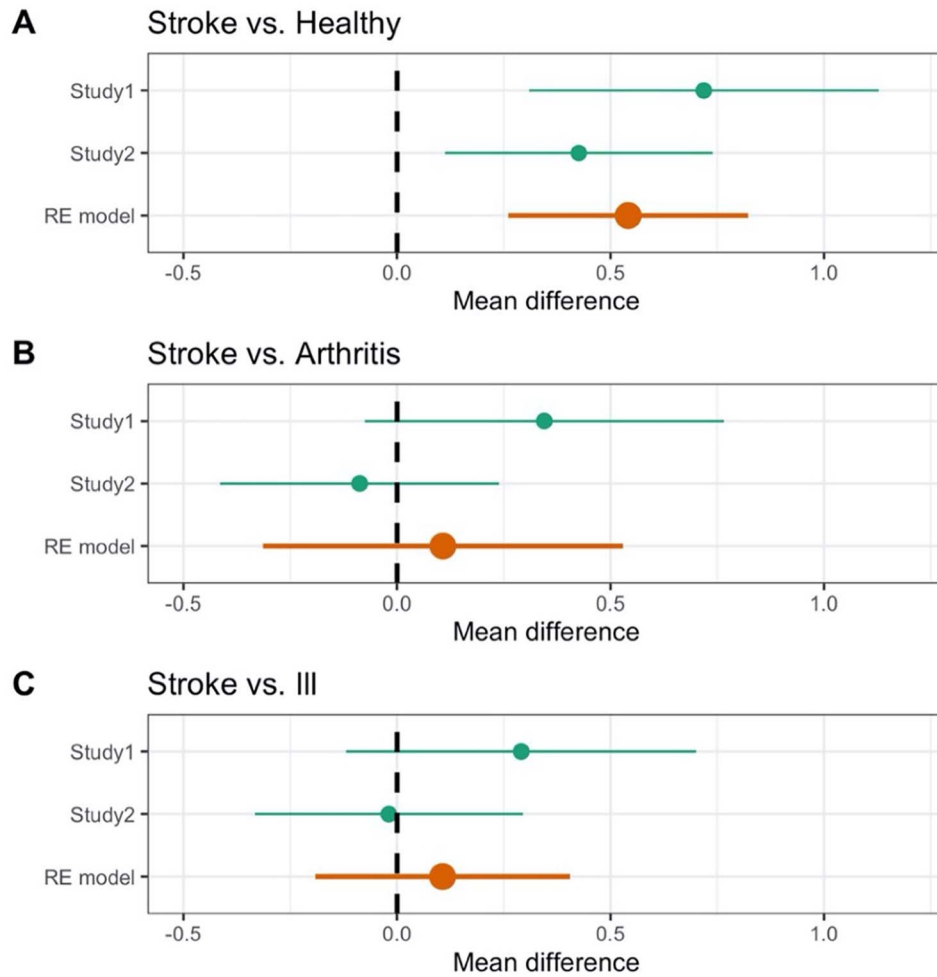 A Stroke vs. Healthy
Study1
Study2
RE model
-0.5 0.0 0.5 1.0
Mean difference
B Stroke vs. Arthritis
Study1
Study2
RE model
-0.5 0.0 0.5 1.0
Mean difference
C Stroke vs. Ill
Study1
Study2
RE model
-0.5 0.0 0.5 1.0
Mean difference